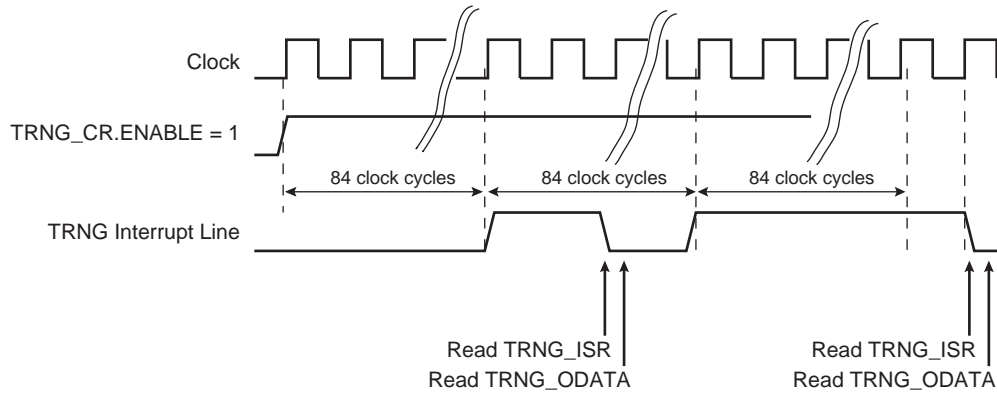 Clock
TRNG_CR.ENABLE = 1
84 clock cycles
84 clock cycles
84 clock cycles
TRNG Interrupt Line
Read TRNG_ISR
Read TRNG_ISR
Read TRNG_ODATA
Read TRNG_ODATA